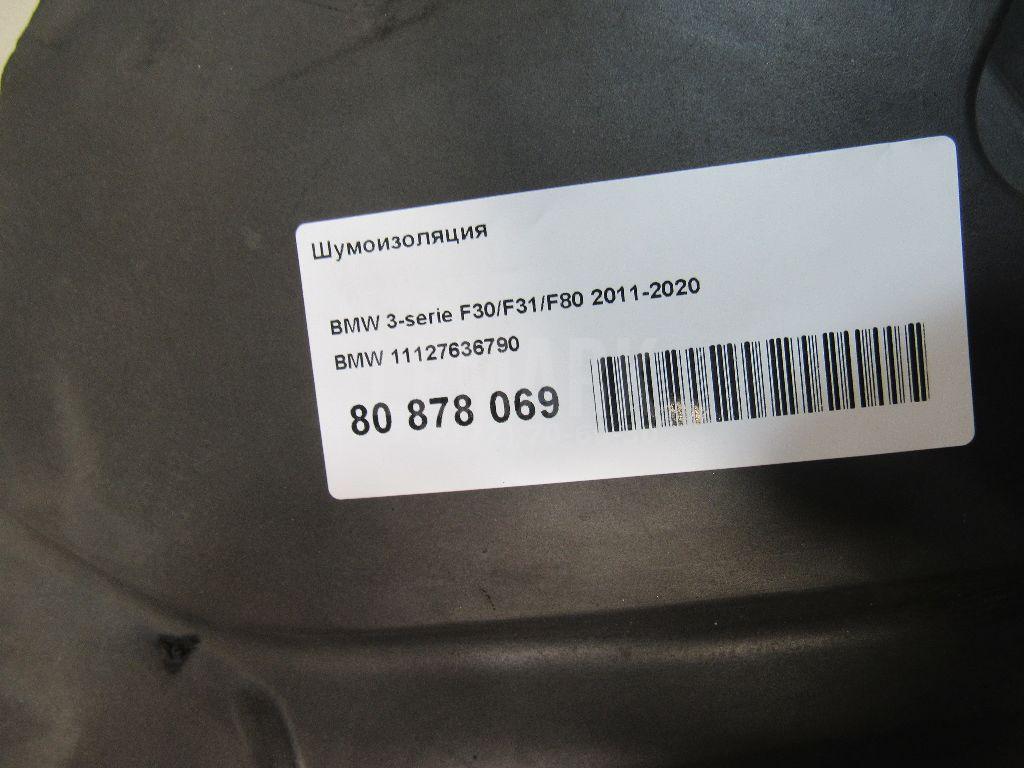 Шумоизоляция
BMW 3-serie F30/F31/F80 2011-2020
BMW 11127636790
80 878 069